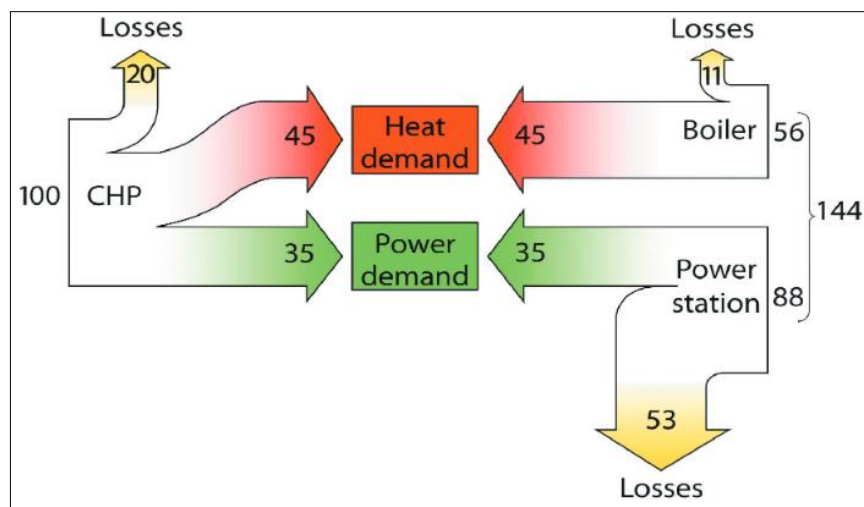 Losses
20
100
CHP
45
35
Heat
demand
Power
demand
45
35
Losses
11
Boiler
56
144
Power
station
88
53
Losses